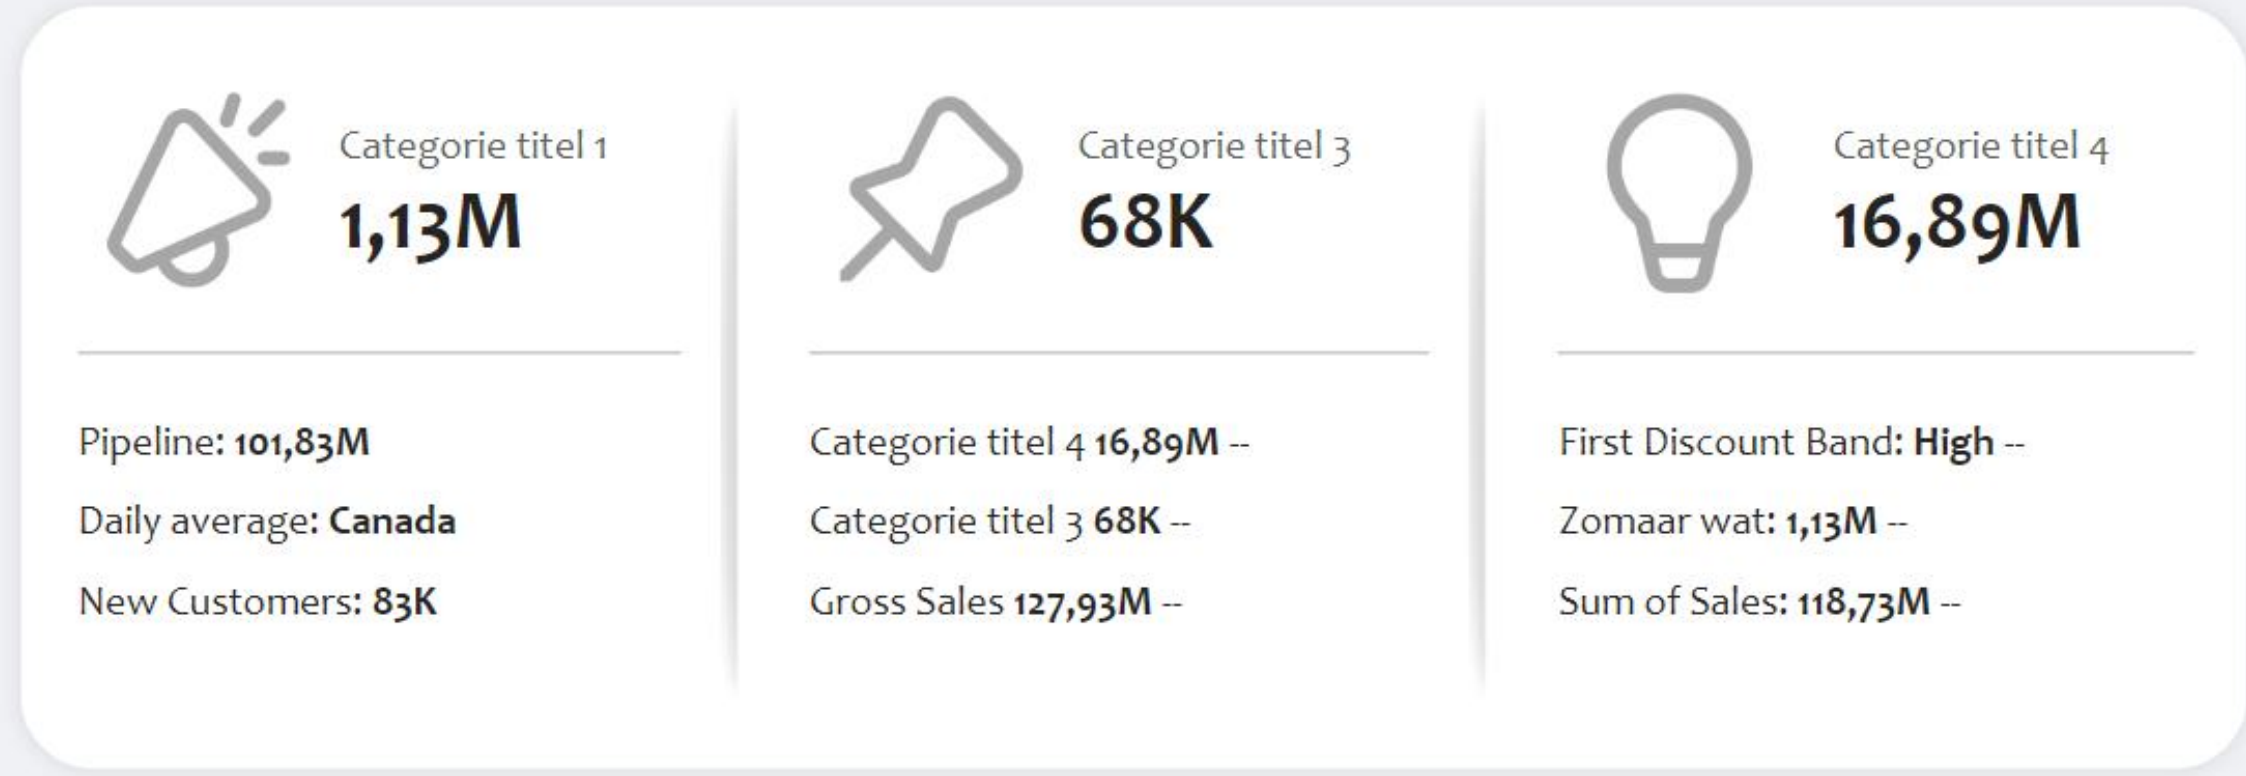 Categorie titel 1
1,13M
Pipeline: 101,83M
Daily average: Canada
New Customers: 83K
Categorie titel 3
68K
Categorie titel 4 16,89M --
Categorie titel 3 68K --
Gross Sales 127,93M --
Categorie titel 4
16,89M
First Discount Band: High --
Zomaar wat: 1,13M --
Sum of Sales: 118,73M --